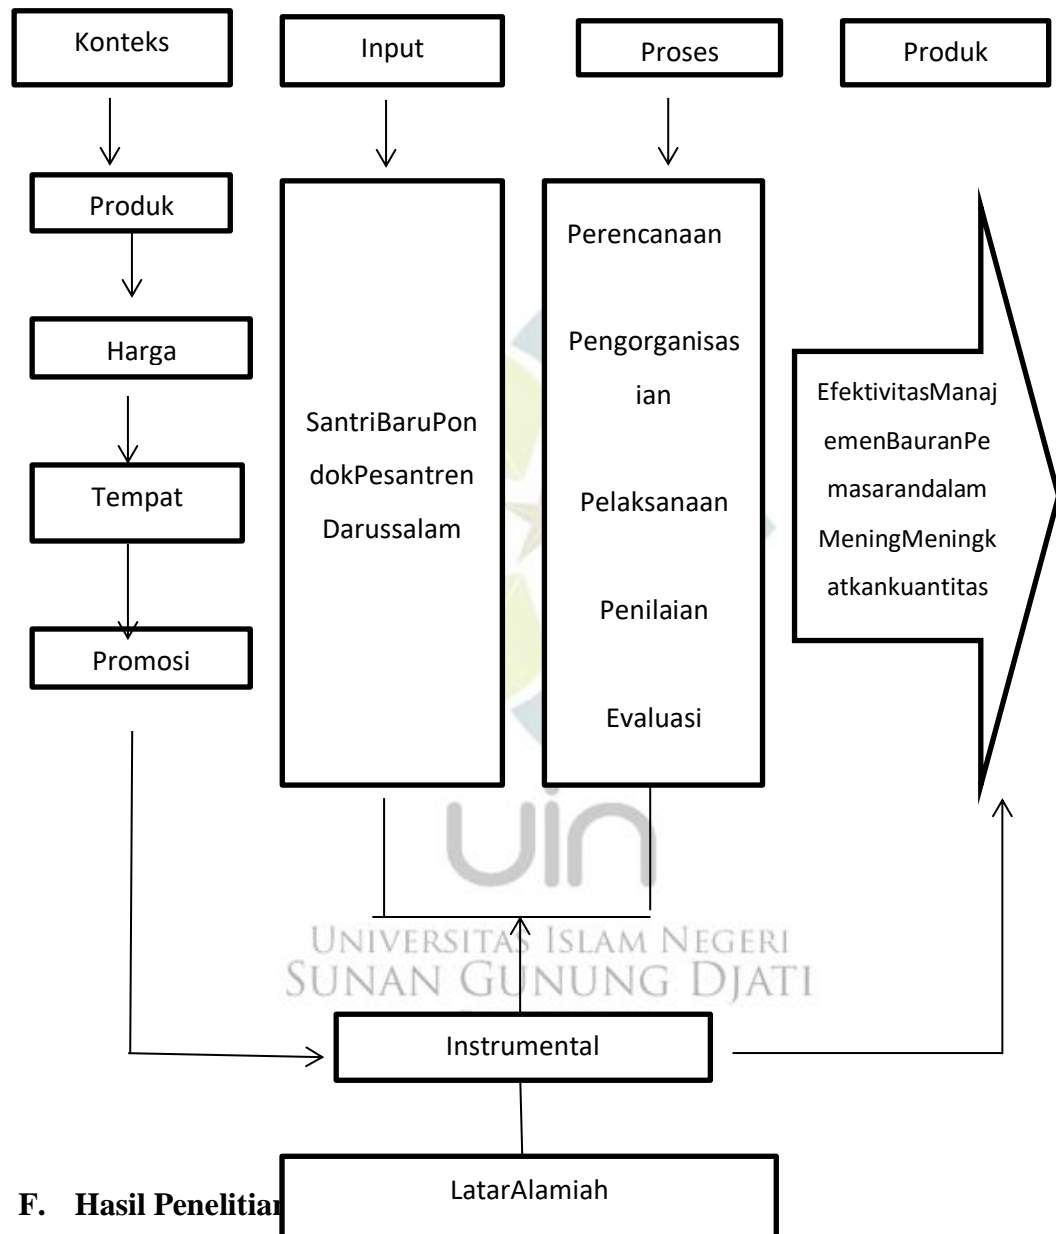 Konteks
Input
Proses
Produk
Produk
Harga
Tempat
Promosi
SantriBaruPon
dokPesantren
Darussalam
Perencanaan
Pengorganisas
ian
Pelaksanaan
Penilaian
Evaluasi
EfektivitasManaj
emenBauranPe
masarandalam
MeningMeningk
atkankuantitas
uin
UNIVERSITAS ISLAM NEGERI
SUNAN GUNUNG DJATI
Instrumental
LatarAlamiah
F. Hasil Penelitian